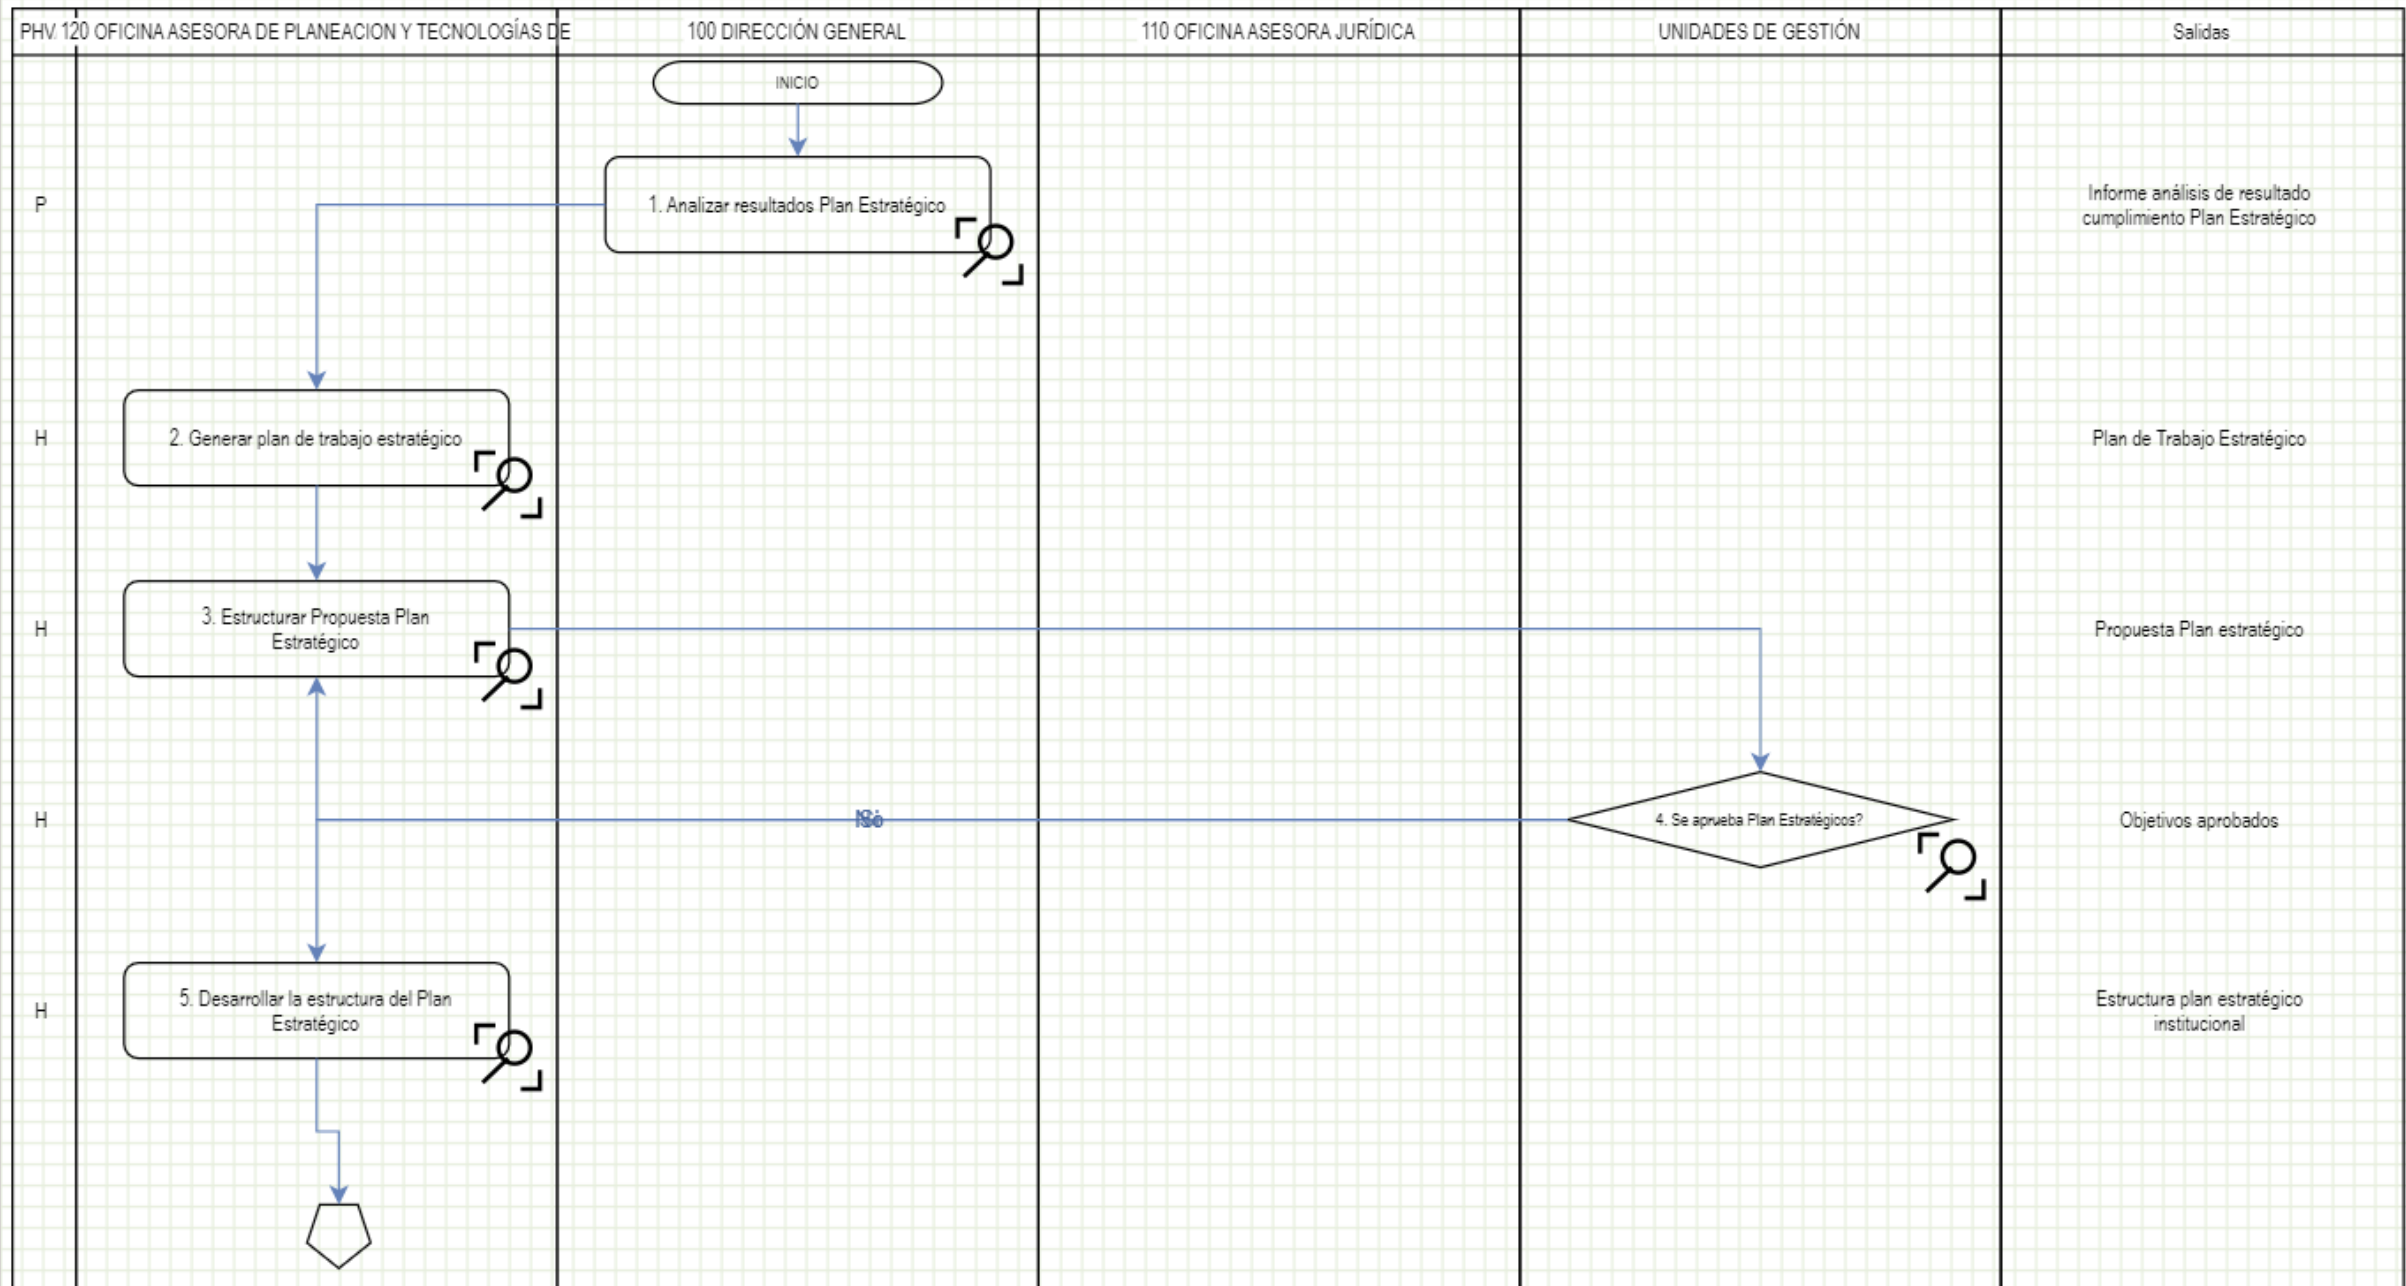 PHV. 120 OFICINA ASESORA DE PLANEACION Y TECNOLOGÍAS DE
100 DIRECCIÓN GENERAL
110 OFICINA ASESORA JURÍDICA
UNIDADES DE GESTIÓN
Salidas
INICIO
P
1. Analizar resultados Plan Estratégico
Informe análisis de resultado
cumplimiento Plan Estratégico
H
2. Generar plan de trabajo estratégico
Plan de Trabajo Estratégico
H
3. Estructurar Propuesta Plan
Estratégico
Propuesta Plan estratégico
H
4. Se aprueba Plan Estratégicos?
Objetivos aprobados
H
5. Desarrollar la estructura del Plan
Estratégico
Estructura plan estratégico
institucional